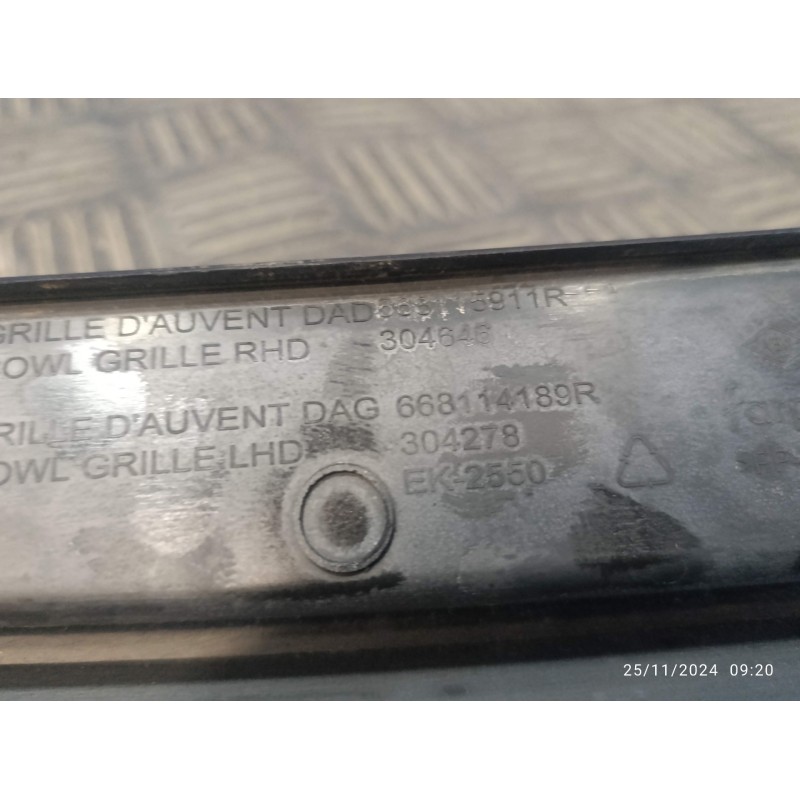 GRILLE D'AUVENT DAD
OWL GRILLE RHD
RILLE D'AUVENT DAG 668114189R
304278
OWL GRILLE LHD
EK-2550
25/11/2024 09:20